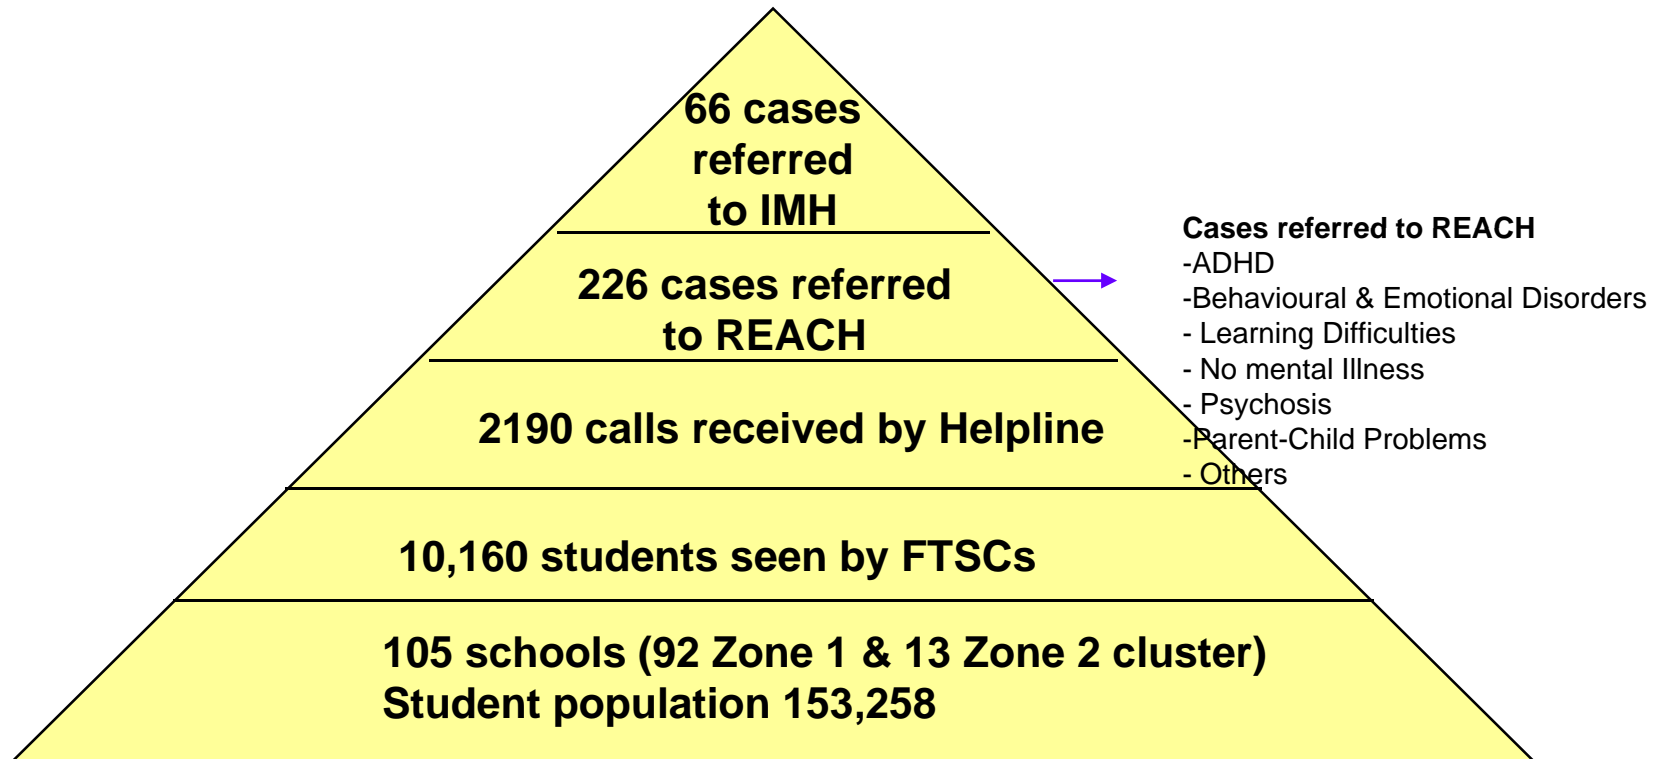 66 cases
referred
to IMH
226 cases referred
to REACH
2190 calls received by Helpline
10,160 students seen by FTSCs
105 schools (92 Zone 1 & 13 Zone 2 cluster)
Student population 153,258
Cases referred to REACH
-ADHD
-Behavioural & Emotional Disorders
- Learning Difficulties
- No mental Illness
- Psychosis
-Parent-Child Problems
- Others